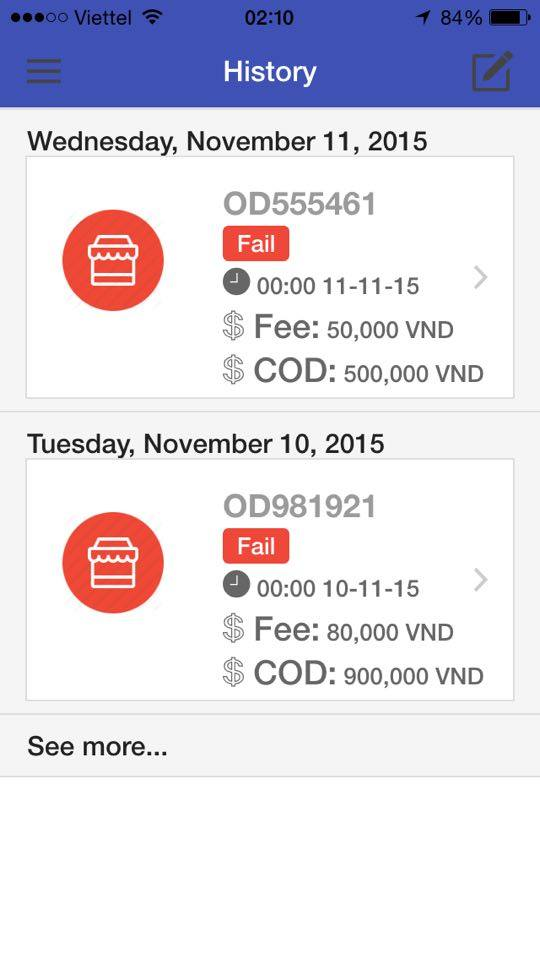 Viettel 02:10 84%
History
Wednesday, November 11, 2015
OD555461
Fail
00:00 11-11-15
$ Fee: 50,000 VND
$ COD: 500,000 VND
Tuesday, November 10, 2015
OD981921
Fail
00:00 10-11-15
$ Fee: 80,000 VND
$ COD: 900,000 VND
See more...